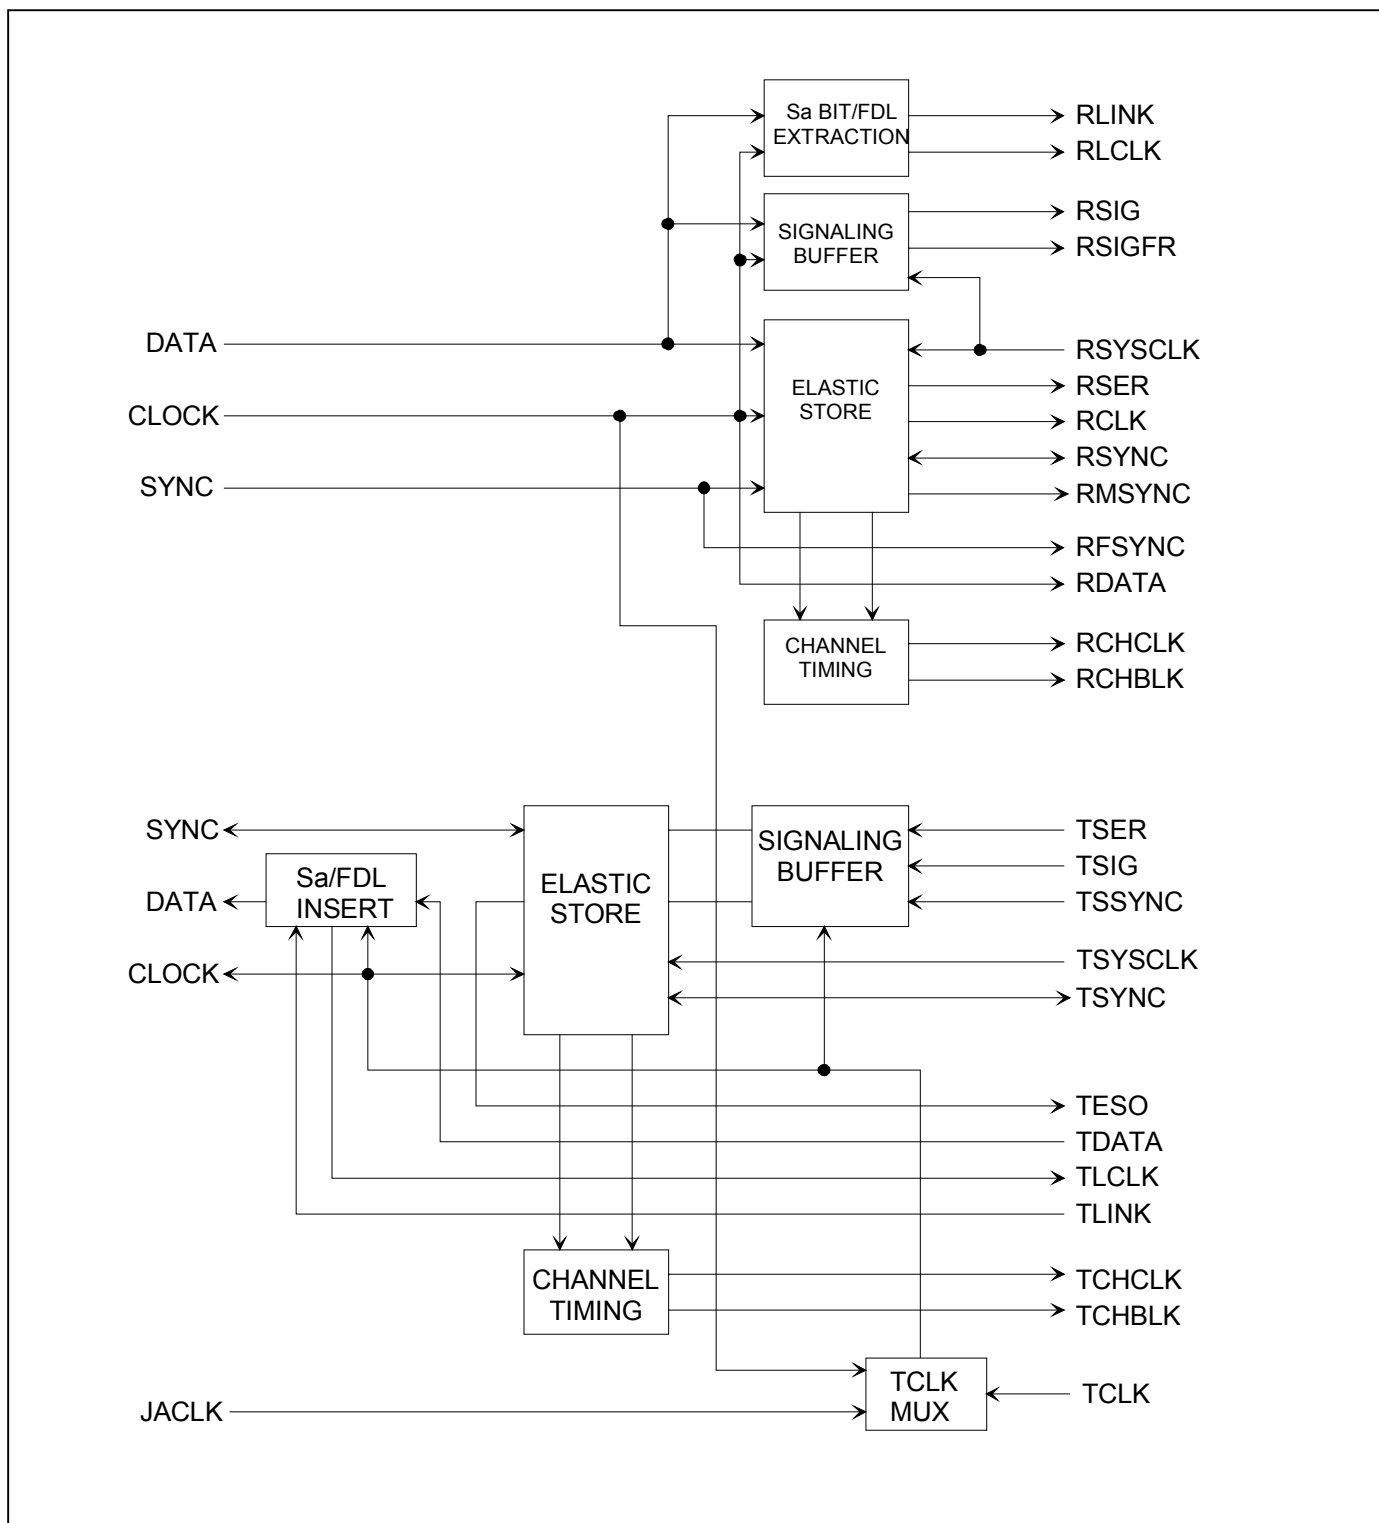 Sa BIT/FDL
EXTRACTION
RLINK
RLCLK
SIGNALING
BUFFER
RSIG
RSIGFR
DATA
CLOCK
SYNC
ELASTIC
STORE
RSYSCLK
RSER
RCLK
RSYNC
RMSYNC
RFSYNC
RDATA
CHANNEL
TIMING
RCHCLK
RCHBLK
SYNC
DATA
CLOCK
Sa/FDL
INSERT
ELASTIC
STORE
SIGNALING
BUFFER
TSER
TSIG
TSSYNC
TSYSCLK
TSYNC
TESO
TDATA
TLCLK
TLINK
CHANNEL
TIMING
TCHCLK
TCHBLK
JACLK
TCLK
MUX
TCLK